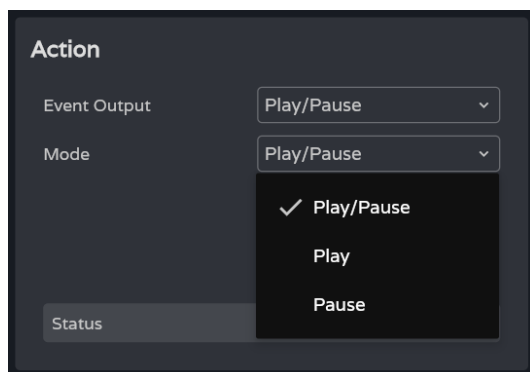 Action
Event Output
Play/Pause
Mode
Play/Pause
Play/Pause
Play
Pause
Status